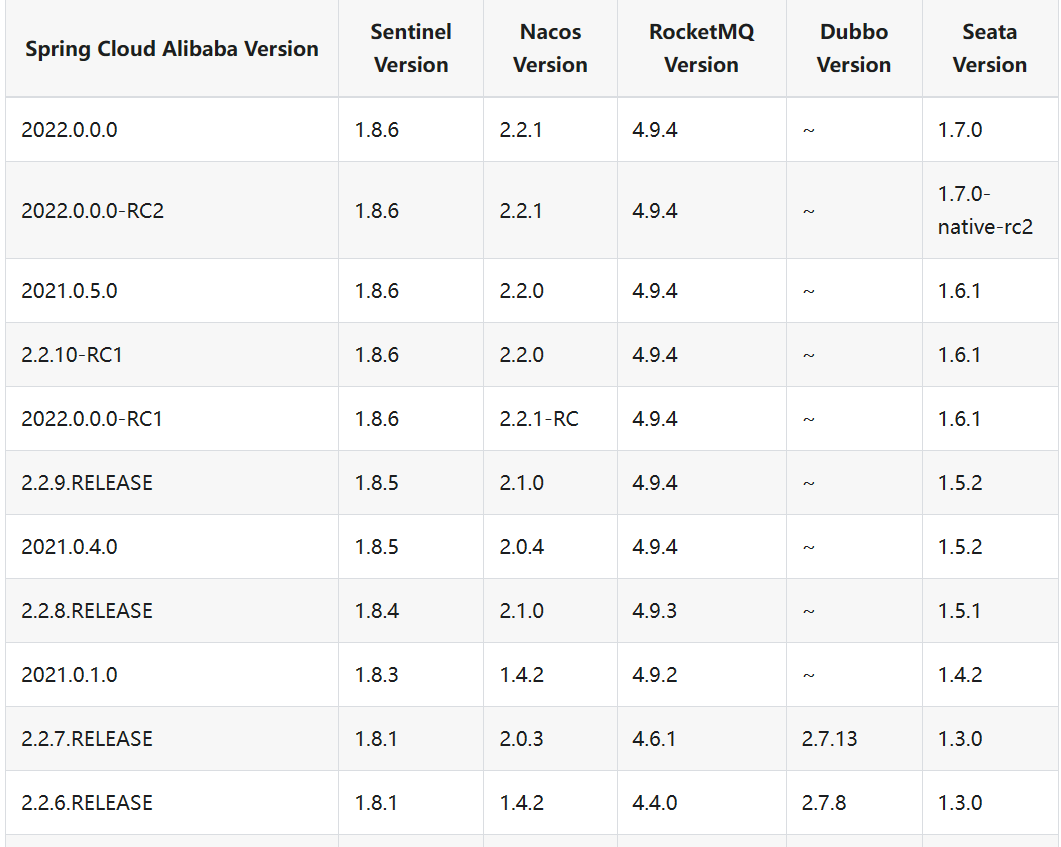 Spring Cloud Alibaba Version Sentinel Version Nacos Version RocketMQ Version Dubbo Version Seata Version
2022.0.0.0 1.8.6 2.2.1 4.9.4 ~ 1.7.0
2022.0.0.0-RC2 1.8.6 2.2.1 4.9.4 ~ 1.7.0-native-rc2
2021.0.5.0 1.8.6 2.2.0 4.9.4 ~ 1.6.1
2.2.10-RC1 1.8.6 2.2.0 4.9.4 ~ 1.6.1
2022.0.0.0-RC1 1.8.6 2.2.1-RC 4.9.4 ~ 1.6.1
2.2.9.RELEASE 1.8.5 2.1.0 4.9.4 ~ 1.5.2
2021.0.4.0 1.8.5 2.0.4 4.9.4 ~ 1.5.2
2.2.8.RELEASE 1.8.4 2.1.0 4.9.3 ~ 1.5.1
2021.0.1.0 1.8.3 1.4.2 4.9.2 ~ 1.4.2
2.2.7.RELEASE 1.8.1 2.0.3 4.6.1 2.7.13 1.3.0
2.2.6.RELEASE 1.8.1 1.4.2 4.4.0 2.7.8 1.3.0